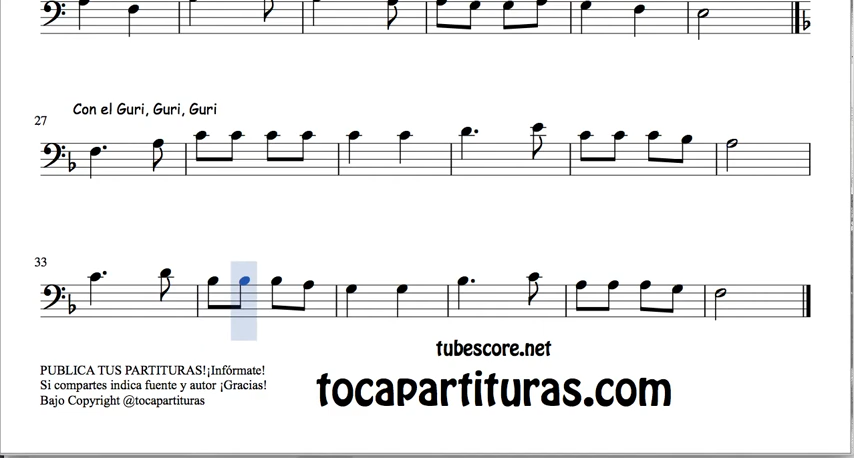 Con el Guri, Guri, Guri
27
33
tubescore.net
PUBLICA TUS PARTITURAS!¡Infórmate!
Si compartes indica fuente y autor ¡Gracias!
Bajo Copyright @tocapartituras
tocapartituras.com